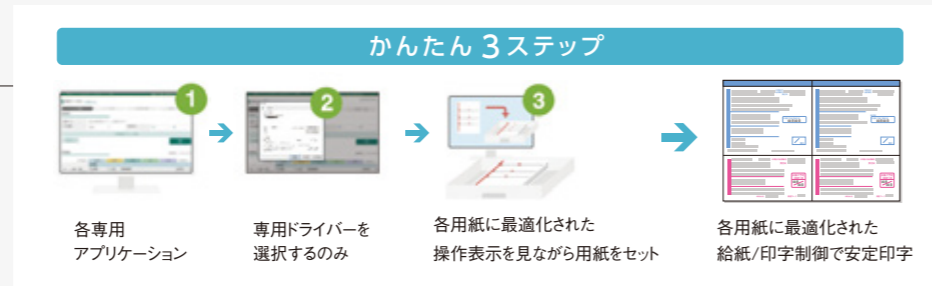 かんたん3ステップ
1
2
3
各専用
アプリケーション
専用ドライバーを
選択するのみ
各用紙に最適化された
操作表示を見ながら用紙をセット
各用紙に最適化された
給紙/印字制御で安定印字